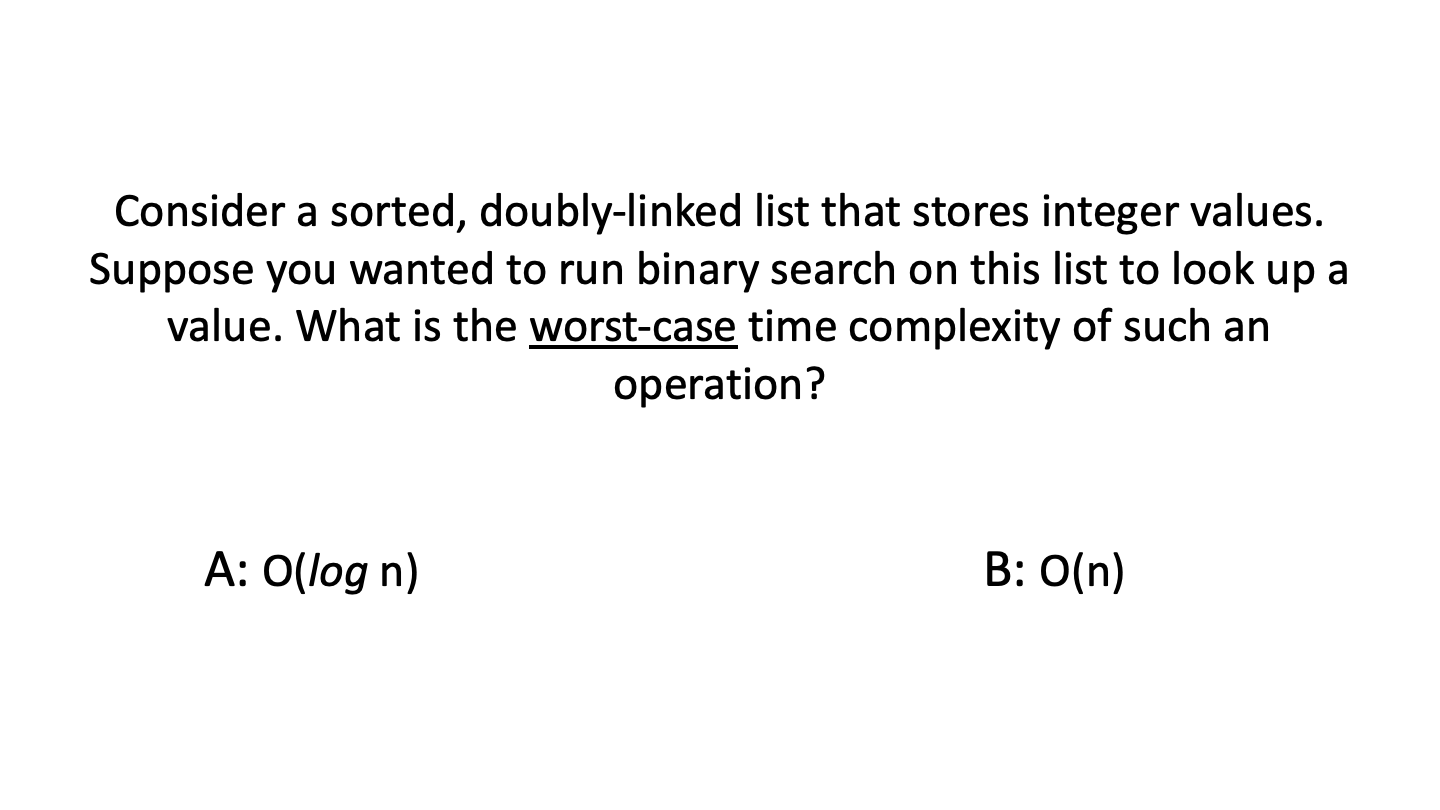 Consider a sorted, doubly-linked list that stores integer values.
Suppose you wanted to run binary search on this list to look up a
value. What is the worst-case time complexity of such an
operation?
A: O(log n)
B: O(n)